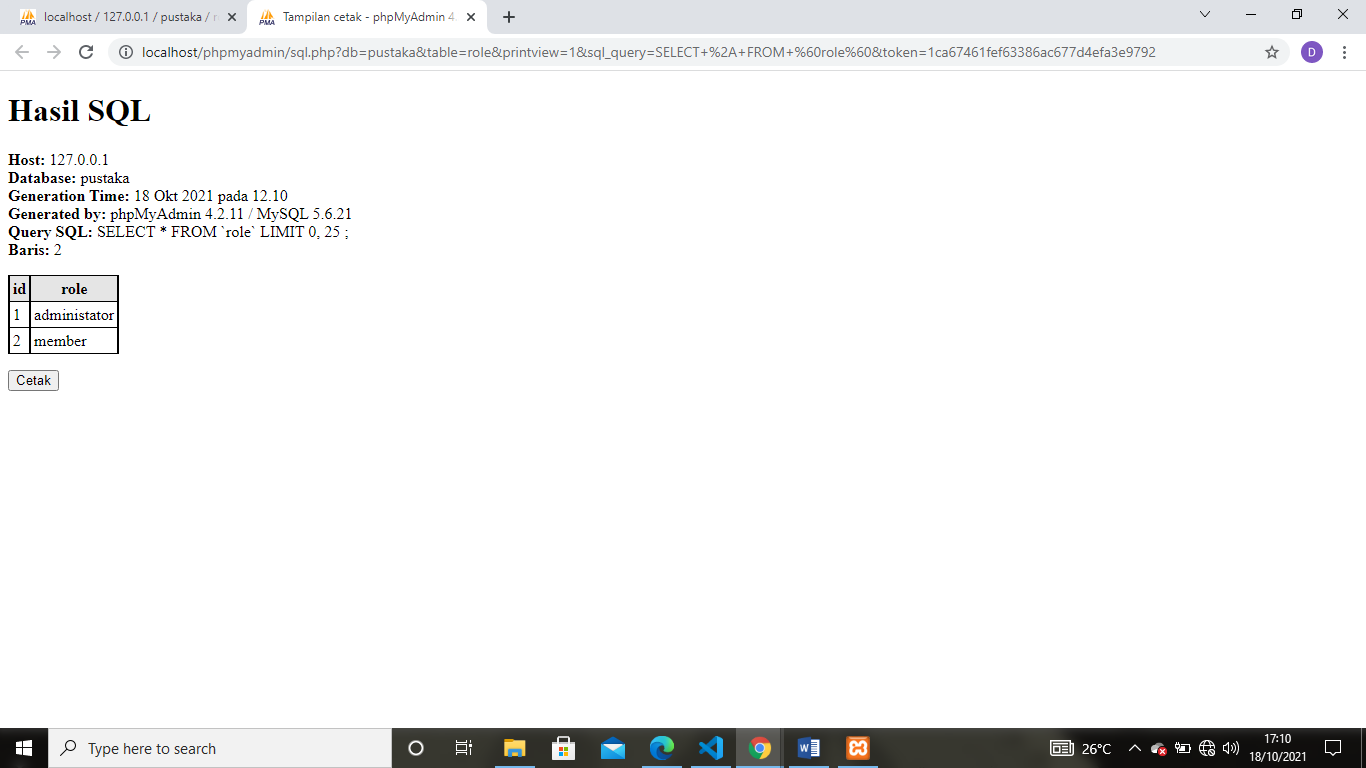 localhost / 127.0.0.1 / pustaka / r
Tampilan cetak - phpMyAdmin 4.
localhost/phpmyadmin/sql.php?db=pustaka&table=role&printview=1&sql_query=SELECT+%2A+FROM+%60role%60&token=1ca67461fef63386ac677d4efa3e9792
D
Hasil SQL
Host: 127.0.0.1
Database: pustaka
Generation Time: 18 Okt 2021 pada 12.10
Generated by: phpMyAdmin 4.2.11 / MySQL 5.6.21
Query SQL: SELECT * FROM `role` LIMIT 0, 25 ;
Baris: 2
id role
1 administator
2 member
Cetak
Type here to search
26°C
17:10
18/10/2021